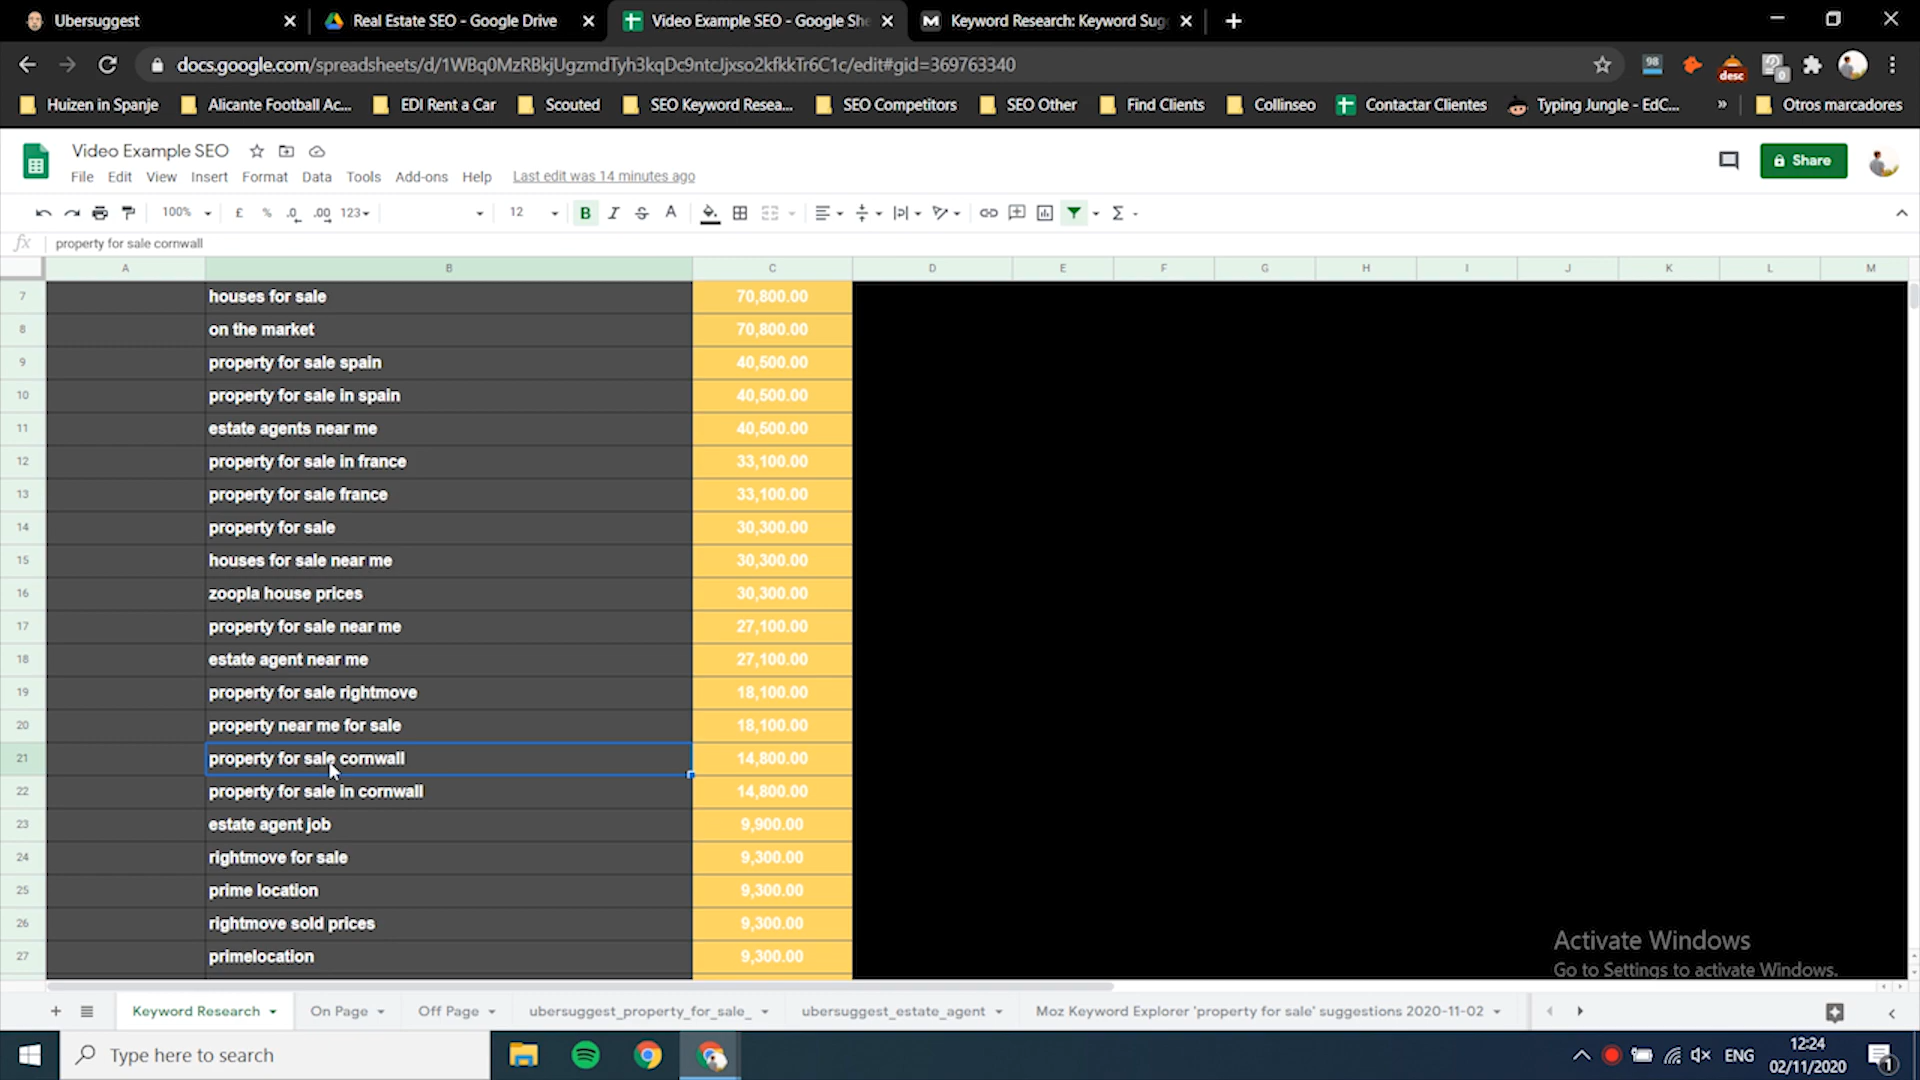 Ubersuggest
Real Estate SEO - Google Drive
Video Example SEO - Google She
Keyword Research: Keyword Sug
docs.google.com/spreadsheets/d/1WBq0MzRBkjUgzmdTyh3kqDc9ntcJjxso2kfkkTr6C1c/edit#gid=369763340
98
desc
0
Huizen in Spanje
Alicante Football Ac...
EDI Rent a Car
Scouted
SEO Keyword Resea...
SEO Competitors
SEO Other
Find Clients
Collinseo
Contactar Clientes
Typing Jungle - EdC...
»
Otros marcadores
Video Example SEO
Share
File Edit View Insert Format Data Tools Add-ons Help Last edit was 14 minutes ago
100% £ % .0 .00 123 12 B I S A Σ
fx property for sale cornwall
A B C D E F G H I J K L M
7 houses for sale 70,800.00
8 on the market 70,800.00
9 property for sale spain 40,500.00
10 property for sale in spain 40,500.00
11 estate agents near me 40,500.00
12 property for sale in france 33,100.00
13 property for sale france 33,100.00
14 property for sale 30,300.00
15 houses for sale near me 30,300.00
16 zoopla house prices 30,300.00
17 property for sale near me 27,100.00
18 estate agent near me 27,100.00
19 property for sale rightmove 18,100.00
20 property near me for sale 18,100.00
21 property for sale cornwall 14,800.00
22 property for sale in cornwall 14,800.00
23 estate agent job 9,900.00
24 rightmove for sale 9,300.00
25 prime location 9,300.00
26 rightmove sold prices 9,300.00
27 primelocation 9,300.00
Activate Windows
Go to Settings to activate Windows.
Keyword Research
On Page
Off Page
ubersuggest_property_for_sale_
ubersuggest_estate_agent
Moz Keyword Explorer 'property for sale' suggestions 2020-11-02
Type here to search
ENG
12:24
02/11/2020
1